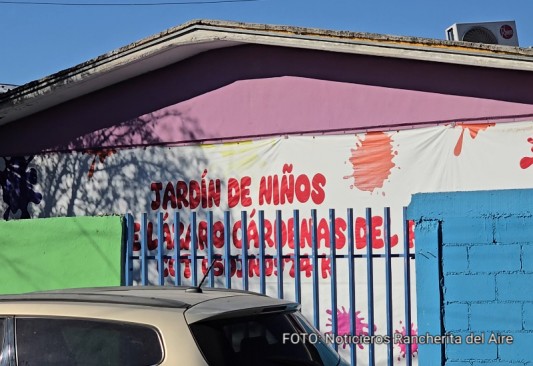 JARDÍN DE NIÑOS
LÁZARO CÁRDENAS DEL
FOTO: Noticieros Rancherita del Aire